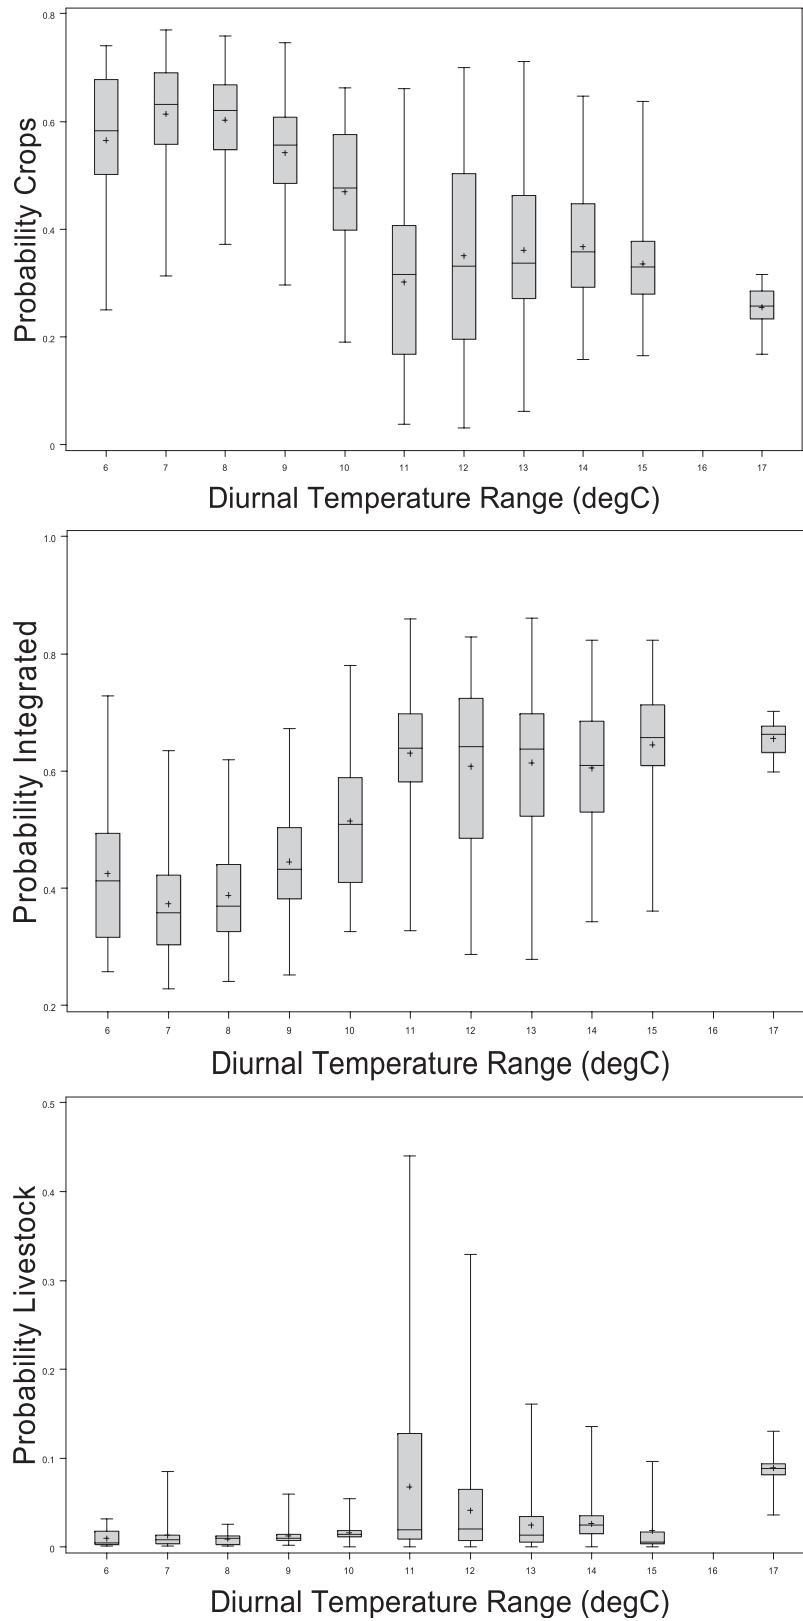 Probability Crops
0.8
0.6
0.4
0.2
0
6 7 8 9 10 11 12 13 14 15 16 17
Diurnal Temperature Range (degC)
Probability Integrated
1.0
0.8
0.6
0.4
0.2
6 7 8 9 10 11 12 13 14 15 16 17
Diurnal Temperature Range (degC)
Probability Livestock
0.5
0.4
0.3
0.2
0.1
0
6 7 8 9 10 11 12 13 14 15 16 17
Diurnal Temperature Range (degC)